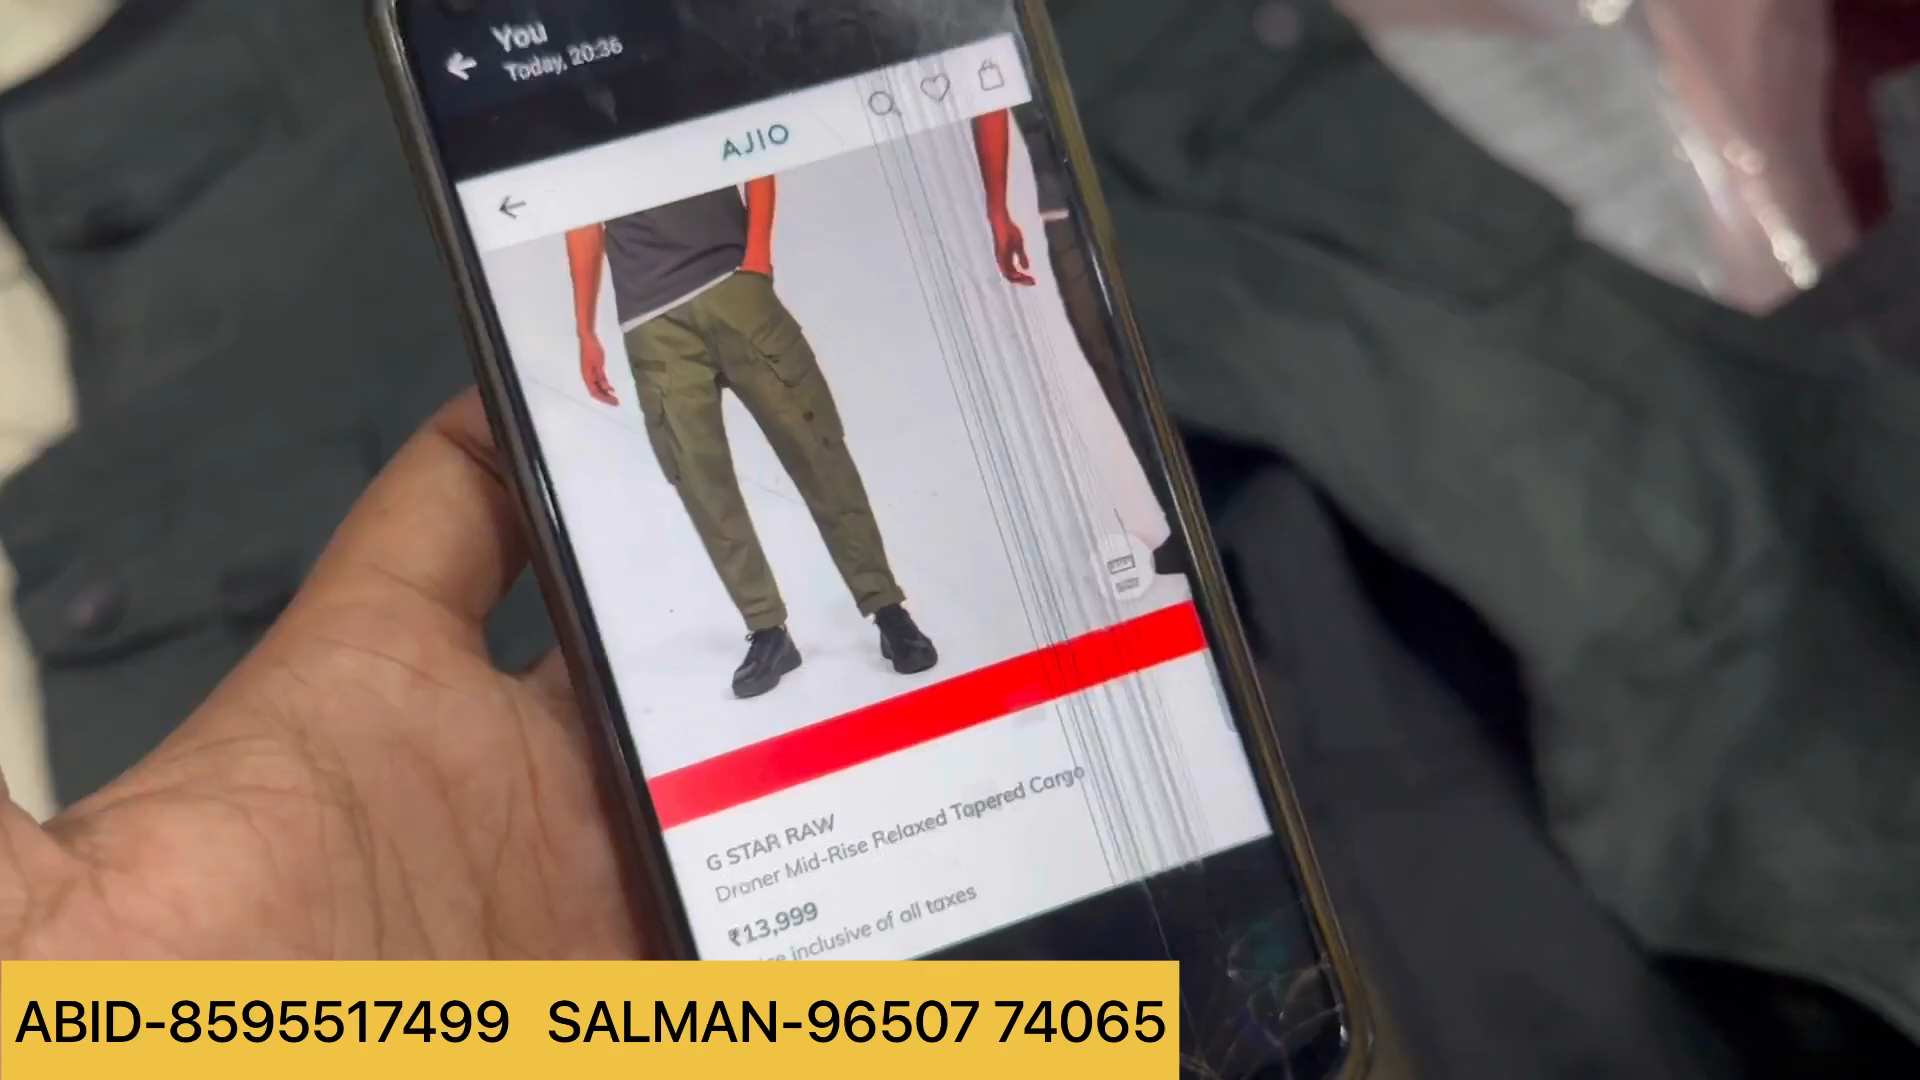 You
Today, 20:36
AJIO
G STAR RAW
Droner Mid-Rise Relaxed Tapered Cargo
₹13,999
inclusive of all taxes
ABID-8595517499 SALMAN-96507 74065